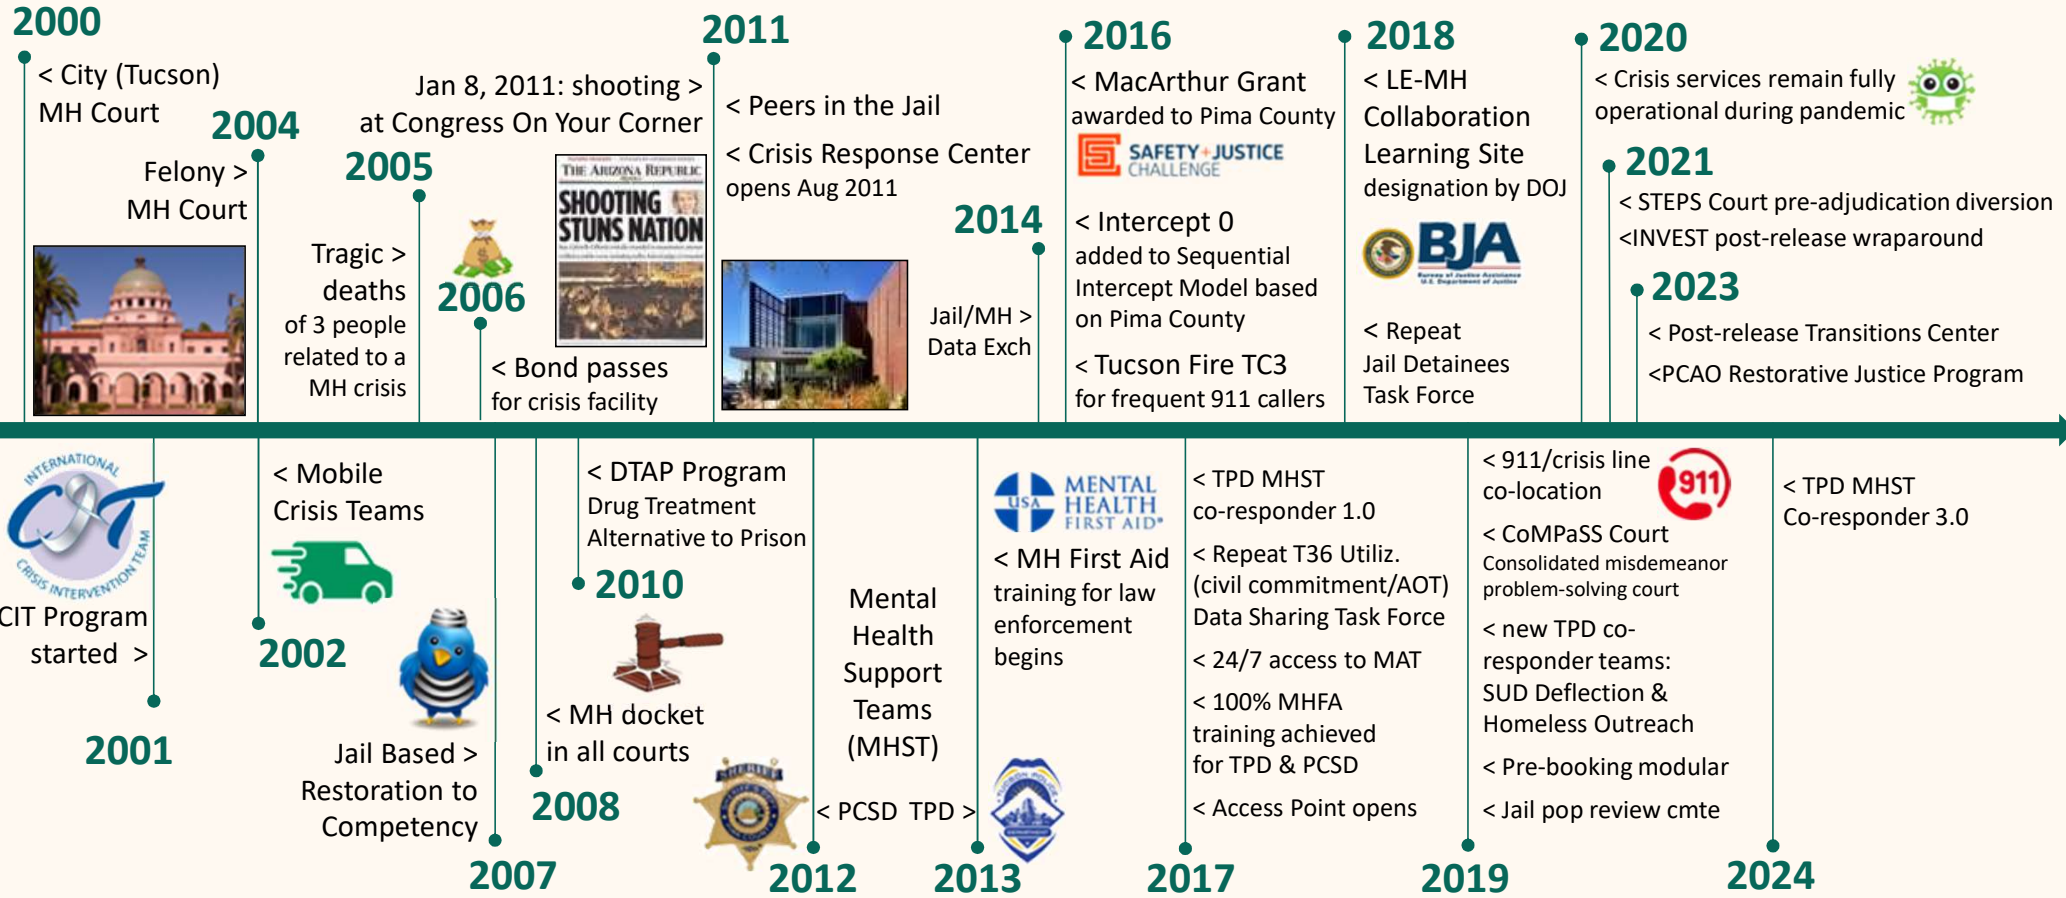 2000
< City (Tucson)
MH Court
2004
Felony >
MH Court
2005
Tragic >
deaths
of 3 people
related to a
MH crisis
2006
< Bond passes
for crisis facility
Jan 8, 2011: shooting >
at Congress On Your Corner
THE ARIZONA REPUBLIC
SHOOTING
STUNS NATION
2011
< Peers in the Jail
< Crisis Response Center
opens Aug 2011
2014
Jail/MH >
Data Exch
2016
< MacArthur Grant
awarded to Pima County
SAFETY+JUSTICE
CHALLENGE
< Intercept 0
added to Sequential
Intercept Model based
on Pima County
< Tucson Fire TC3
for frequent 911 callers
2018
< LE-MH
Collaboration
Learning Site
designation by DOJ
BJA
Bureau of Justice Assistance
U.S. Department of Justice
< Repeat
Jail Detainees
Task Force
2020
< Crisis services remain fully
operational during pandemic
2021
< STEPS Court pre-adjudication diversion
<INVEST post-release wraparound
2023
< Post-release Transitions Center
<PCAO Restorative Justice Program
INTERNATIONAL
CIT
CRISIS INTERVENTION TEAM
CIT Program
started >
2001
< Mobile
Crisis Teams
2002
Jail Based >
Restoration to
Competency
2007
< MH docket
in all courts
2008
< DTAP Program
Drug Treatment
Alternative to Prison
2010
Mental
Health
Support
Teams
(MHST)
SHERIFF
< PCSD TPD >
2012
USA
MENTAL
HEALTH
FIRST AID®
< MH First Aid
training for law
enforcement
begins
TUCSON POLICE
DEPARTMENT
2013
< TPD MHST
co-responder 1.0
< Repeat T36 Utiliz.
(civil commitment/AOT)
Data Sharing Task Force
< 24/7 access to MAT
< 100% MHFA
training achieved
for TPD & PCSD
< Access Point opens
2017
< 911/crisis line
co-location
911
< CoMPaSS Court
Consolidated misdemeanor
problem-solving court
< new TPD co-
responder teams:
SUD Deflection &
Homeless Outreach
< Pre-booking modular
< Jail pop review cmte
2019
< TPD MHST
Co-responder 3.0
2024